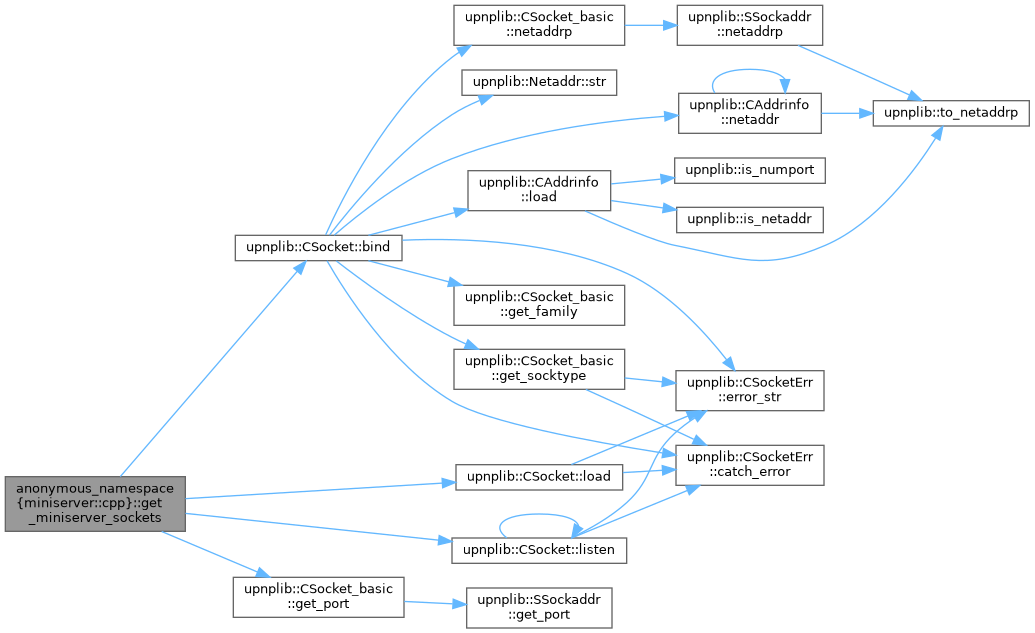 upnplib::CSocket_basic
::netaddrp
upnplib::SSockaddr
::netaddrp
upnplib::Netaddr::str
upnplib::CAddrinfo
::netaddr
upnplib::to_netaddrp
upnplib::CAddrinfo
::load
upnplib::is_numport
upnplib::is_netaddr
upnplib::CSocket::bind
upnplib::CSocket_basic
::get_family
upnplib::CSocket_basic
::get_socktype
upnplib::CSocketErr
::error_str
upnplib::CSocketErr
::catch_error
upnplib::CSocket::load
anonymous_namespace
{miniserver::cpp}::get
_miniserver_sockets
upnplib::CSocket::listen
upnplib::CSocket_basic
::get_port
upnplib::SSockaddr
::get_port